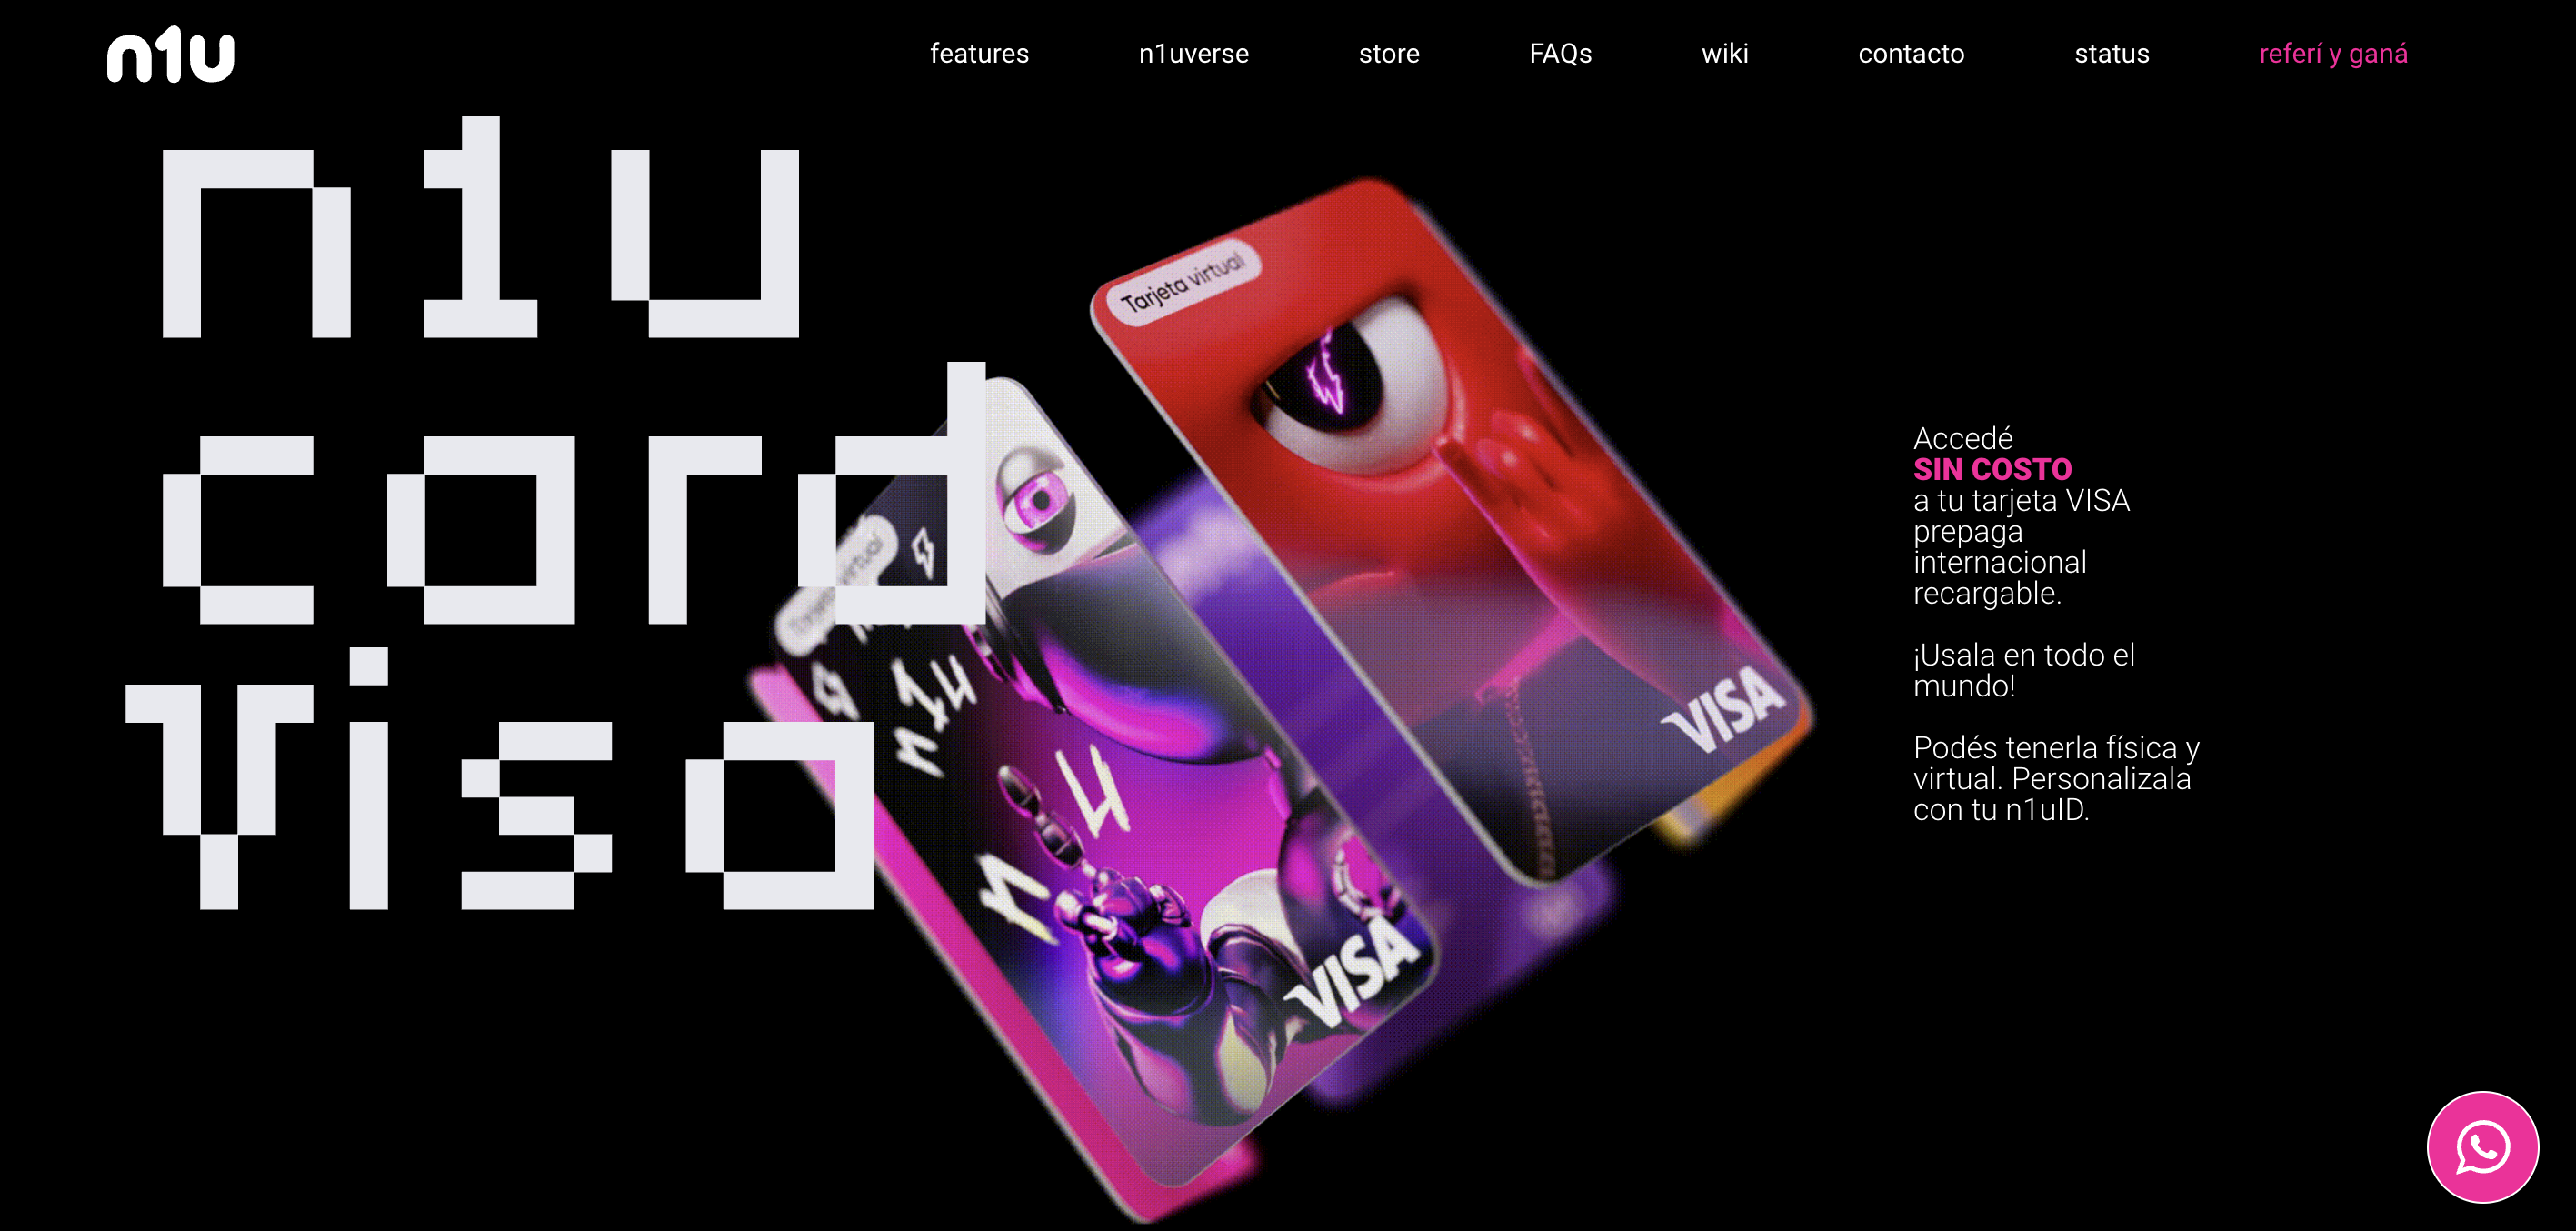 n1u
features n1uverse store FAQs wiki contacto status referí y ganá
n1u
card
Visa
Tarjeta virtual
VISA
virtual
n1u
n
u
n
VISA
Accedé
SIN COSTO
a tu tarjeta VISA
prepaga
internacional
recargable.
¡Usala en todo el
mundo!
Podés tenerla física y
virtual. Personalizala
con tu n1uID.